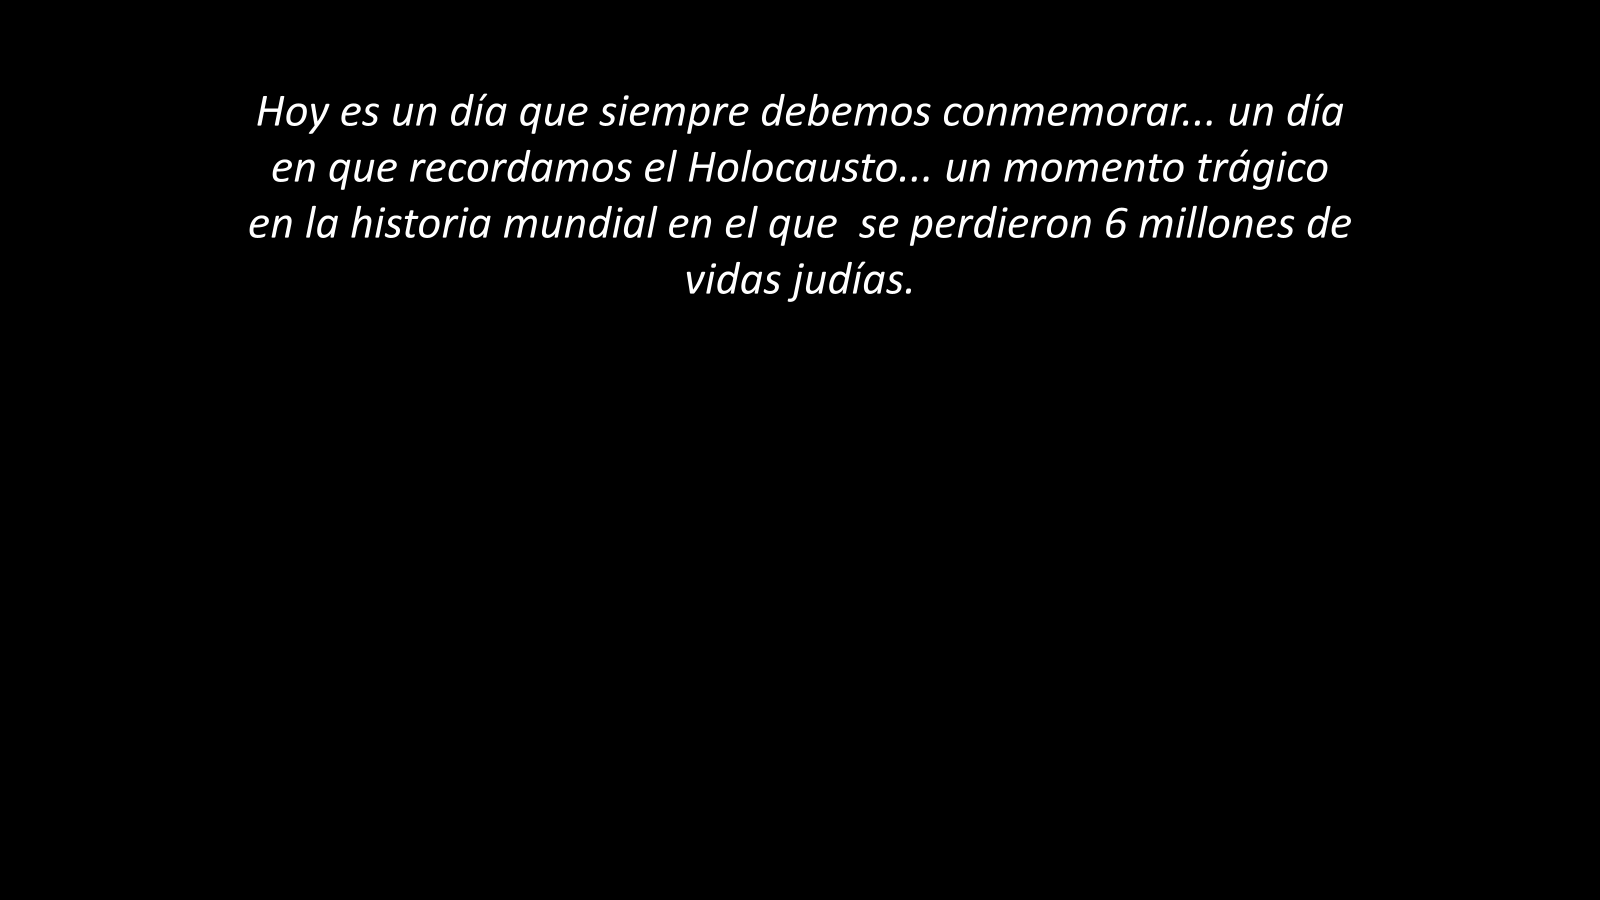 Hoy es un día que siempre debemos conmemorar... un día
en que recordamos el Holocausto... un momento trágico
en la historia mundial en el que  se perdieron 6 millones de
vidas judías.